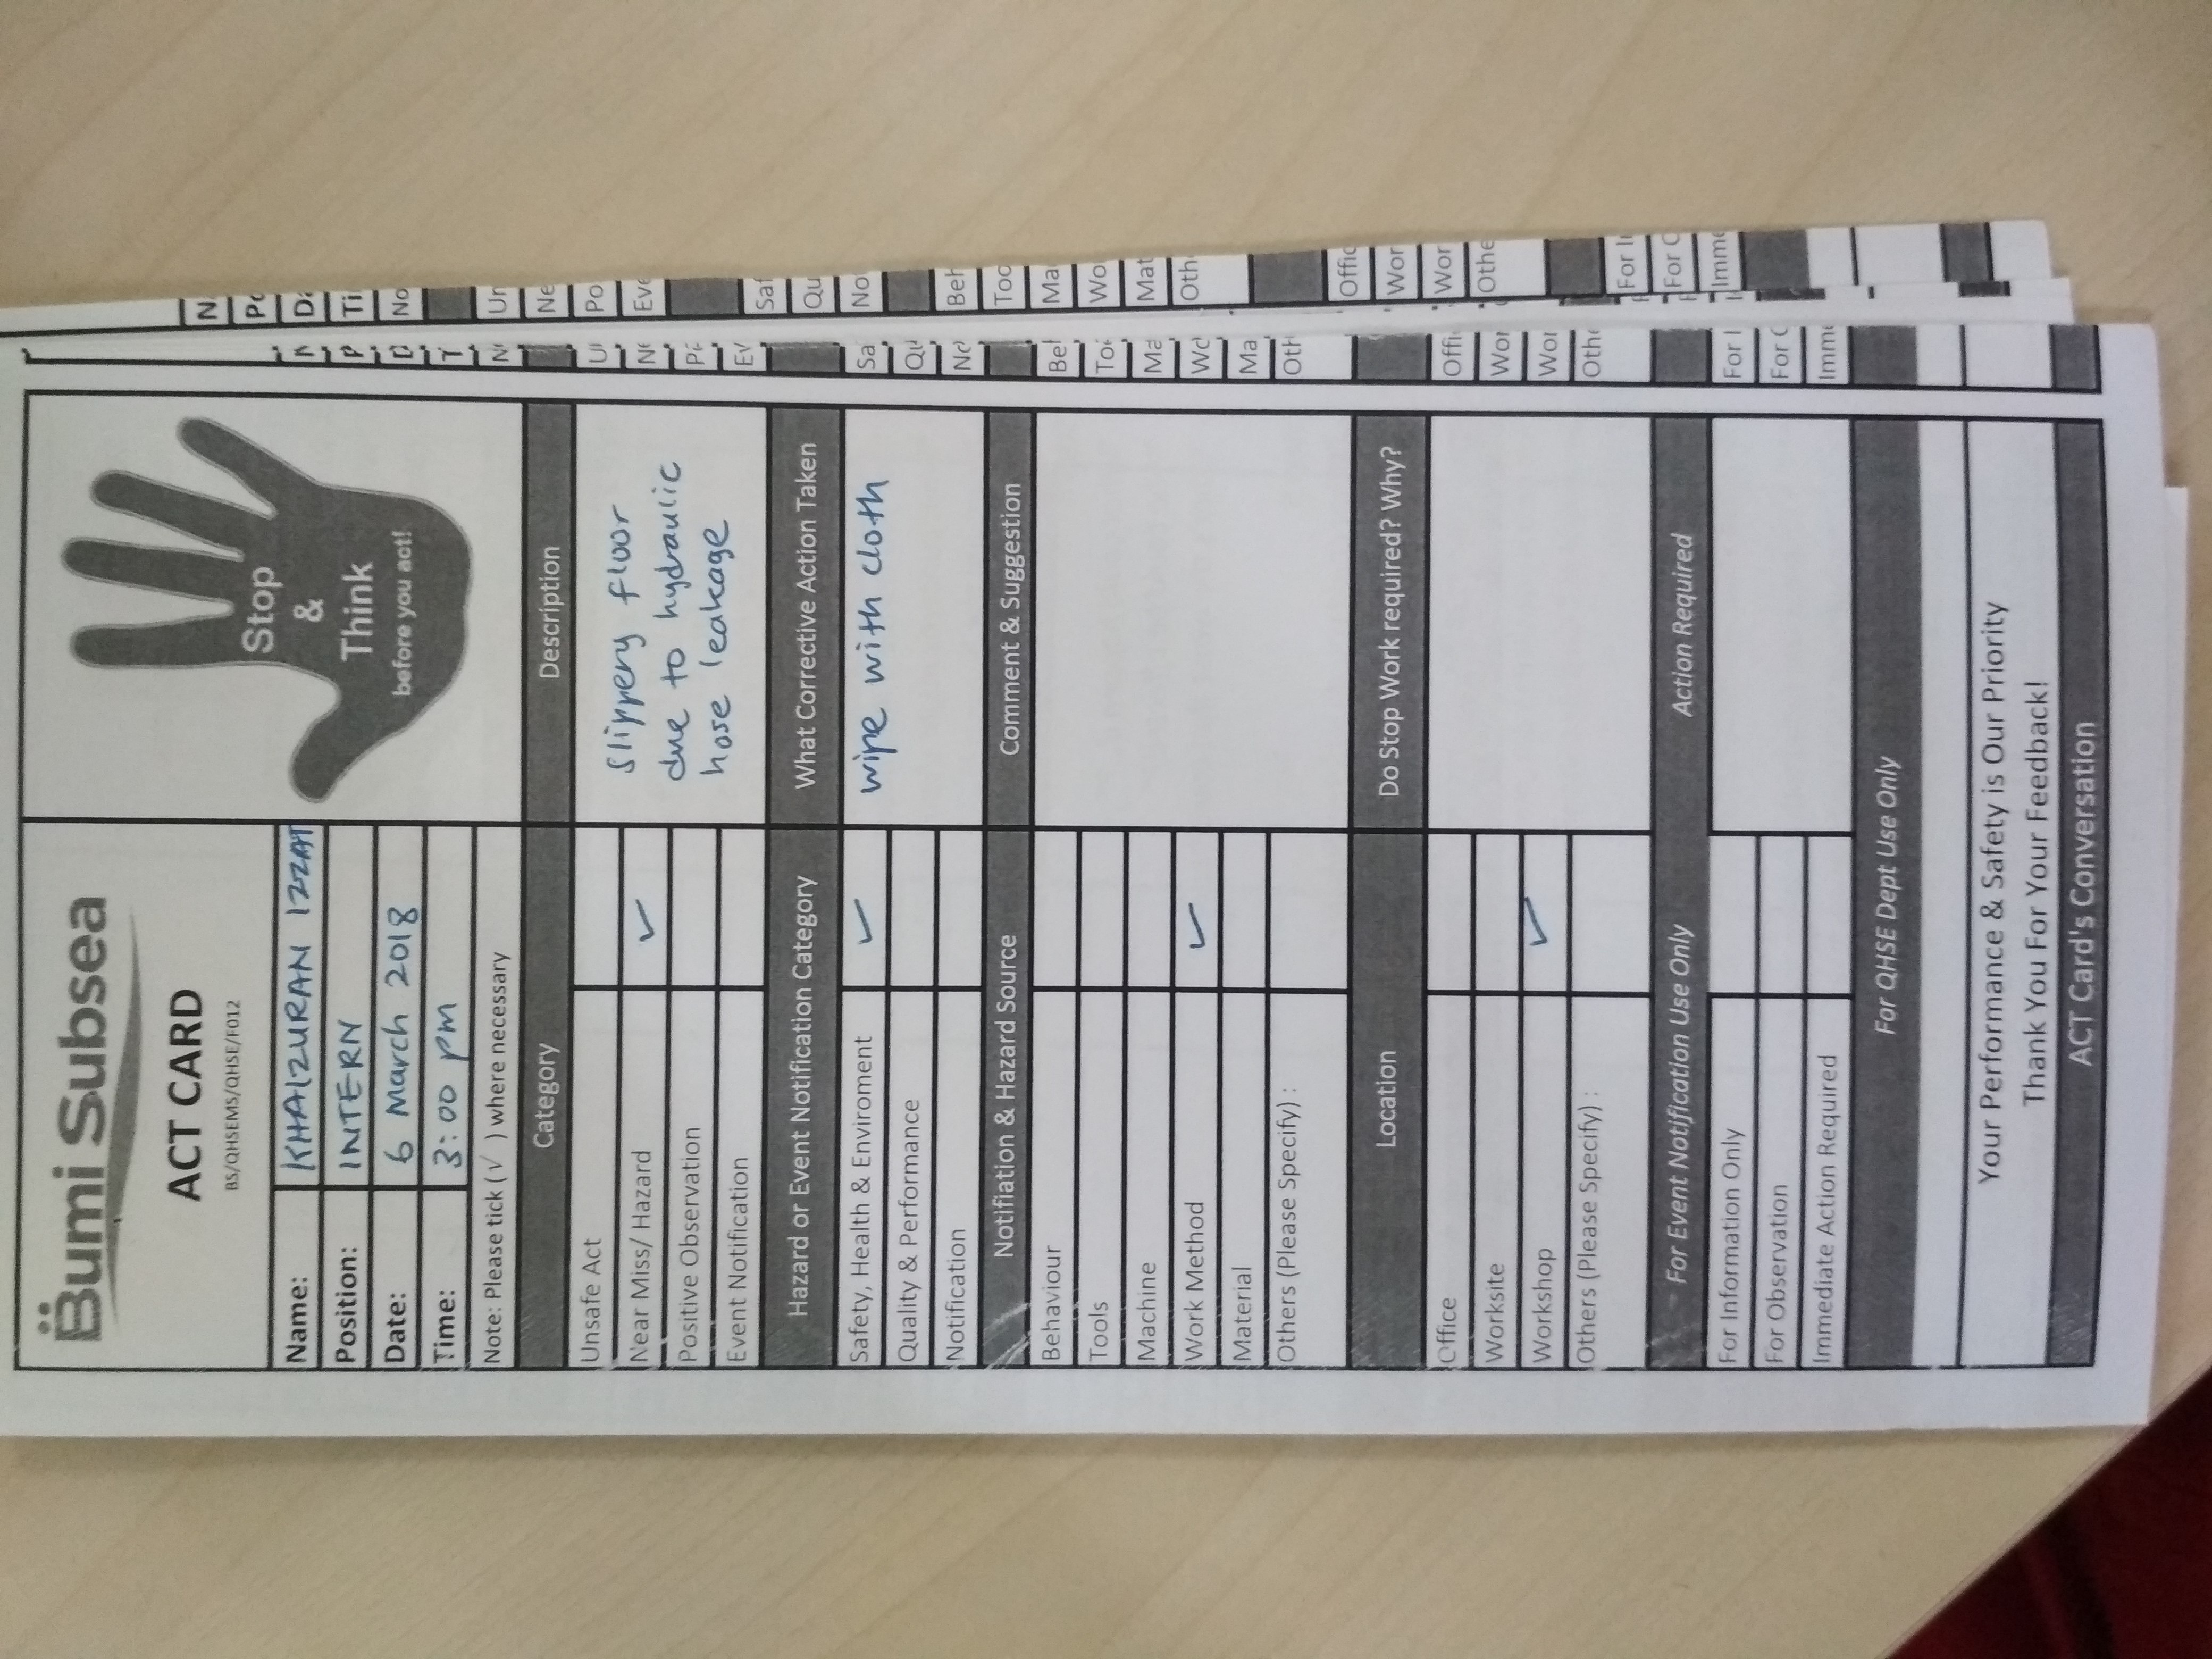 Bumi Subsea
ACT CARD
BS/QHSEMS/QHSE/F012
Stop
&
Think
before you act!
Name: KHAIZURAN IZZAT
Position: INTERN
Date: 6 March 2018
Time: 3:00 pm
Note: Please tick (√ ) where necessary
Category Description
Unsafe Act
Near Miss/ Hazard ✓
Positive Observation
Event Notification
Slippery floor
due to hydraulic
hose leakage
Hazard or Event Notification Category What Corrective Action Taken
Safety, Health & Enviroment ✓ wipe with cloth
Quality & Performance
Notification
Notifiation & Hazard Source Comment & Suggestion
Behaviour
Tools
Machine
Work Method ✓
Material
Others (Please Specify) :
Location Do Stop Work required? Why?
Office
Worksite
Workshop ✓
Others (Please Specify) :
For Event Notification Use Only Action Required
For Information Only
For Observation
Immediate Action Required
For QHSE Dept Use Only
Your Performance & Safety is Our Priority
Thank You For Your Feedback!
ACT Card's Conversation